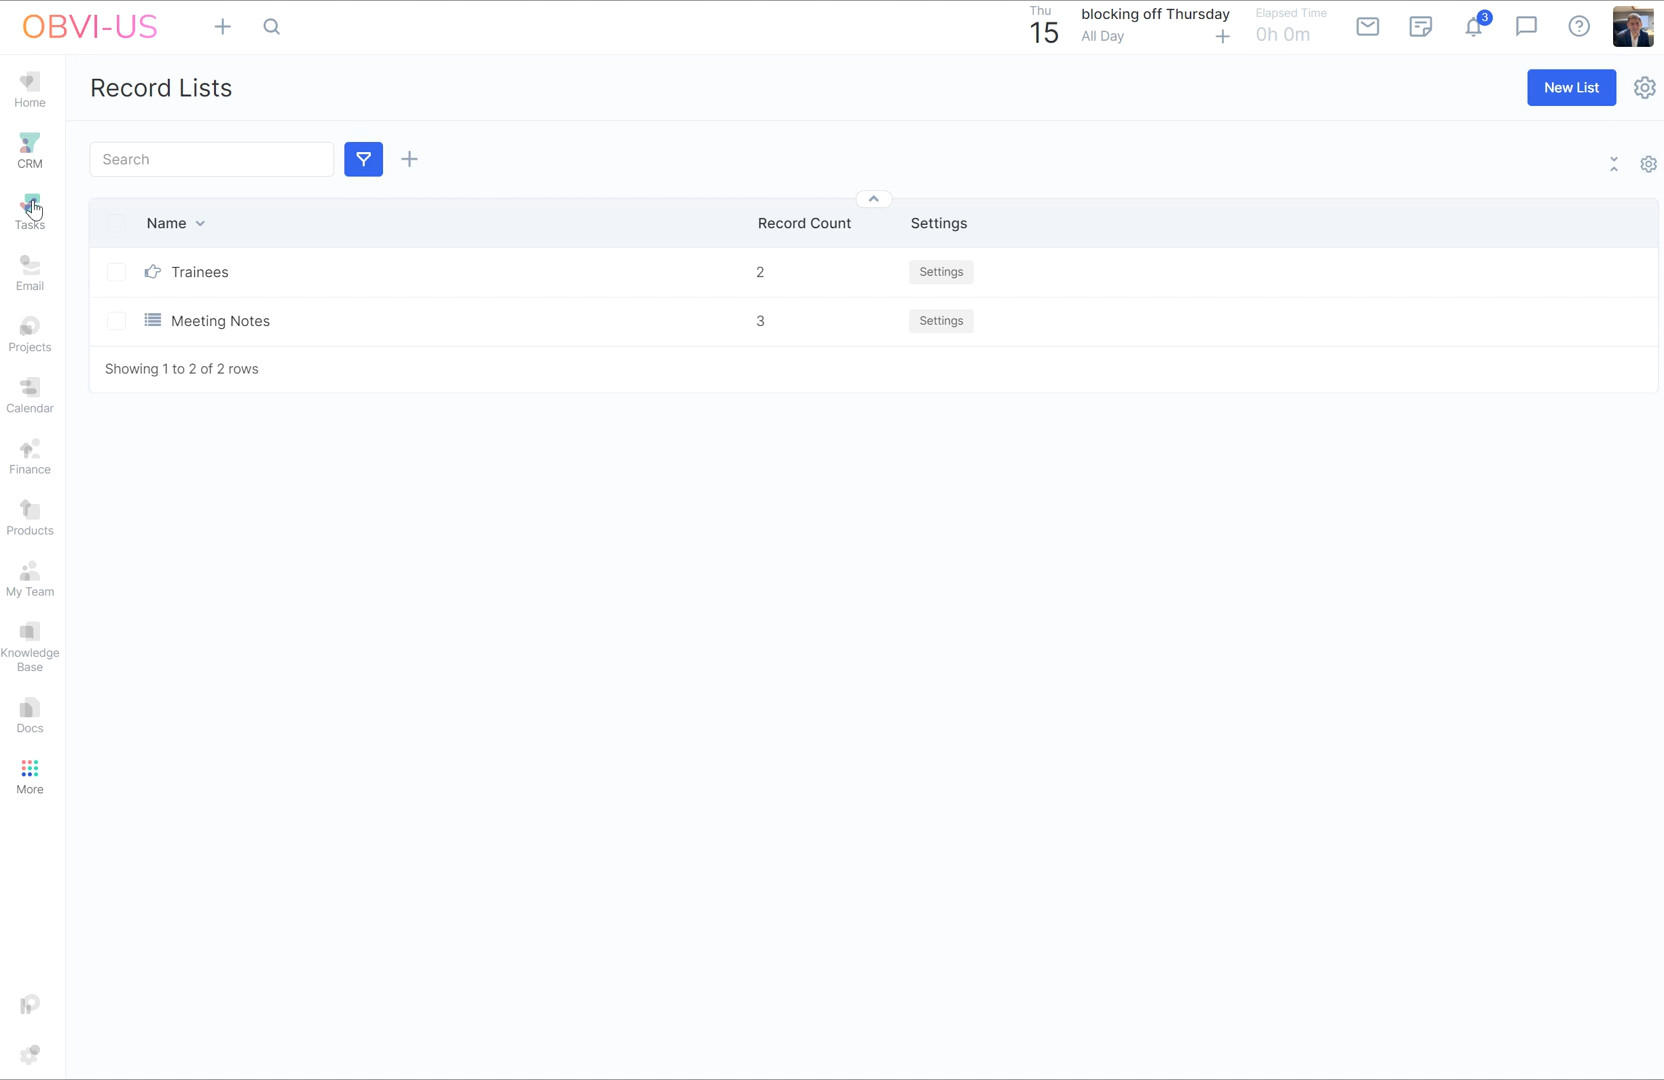 OBVI-US
Thu
15
blocking off Thursday
All Day
Elapsed Time
0h 0m
3
Home
CRM
Tasks
Email
Projects
Calendar
Finance
Products
My Team
Knowledge
Base
Docs
More
Record Lists
New List
Search
Name
Record Count
Settings
Trainees
2
Settings
Meeting Notes
3
Settings
Showing 1 to 2 of 2 rows